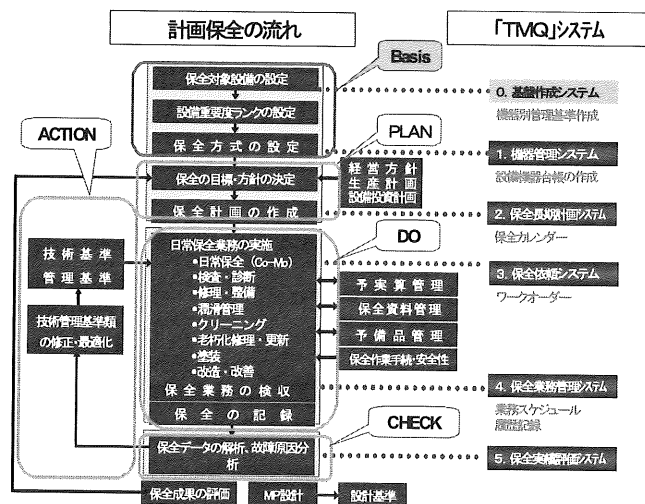 計画保全の流れ
「TMQ」システム
Basis
保全対象設備の設定
設備重要度ランクの設定
保全方式の設定
0. 基盤作成システム
機器別管理基準作成
ACTION
PLAN
保全の目標・方針の決定
保全計画の作成
経営方針
生産計画
設備投資計画
1. 機器管理システム
設備機器台帳の作成
2. 保全長期計画システム
保全カレンダー
DO
日常保全業務の実施
・日常保全（Co-Mo）
・検査・診断
・修理・整備
・潤滑管理
・クリーニング
・老朽化修理・更新
・塗装
・改造・改善
保全業務の検収
保全の記録
技術基準
管理基準
技術管理基準類
の修正・最適化
予実算管理
保全資料管理
予備品管理
保全作業手続・安全性
3. 保全依頼システム
ワークオーダー
4. 保全業務管理システム
業務スケジュール
履歴記録
CHECK
保全データの解析、故障原因分
析
5. 保全実績評価システム
保全成果の評価
MP設計
設計基準